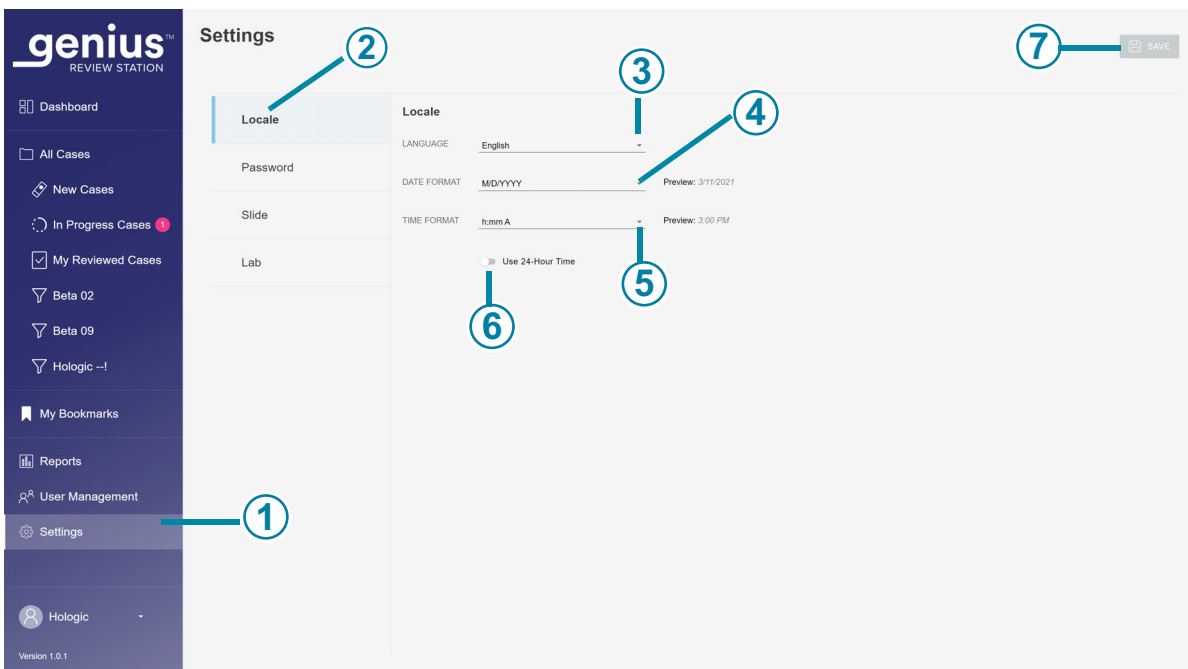 genius™
REVIEW STATION
Dashboard
All Cases
New Cases
In Progress Cases 1
My Reviewed Cases
Beta 02
Beta 09
Hologic --!
My Bookmarks
Reports
User Management
Settings
Hologic
Version 1.0.1
Settings
SAVE
Locale
Password
Slide
Lab
Locale
LANGUAGE English
DATE FORMAT M/D/YYYY Preview: 3/11/2021
TIME FORMAT h:mm A Preview: 3:00 PM
Use 24-Hour Time
1
2
3
4
5
6
7